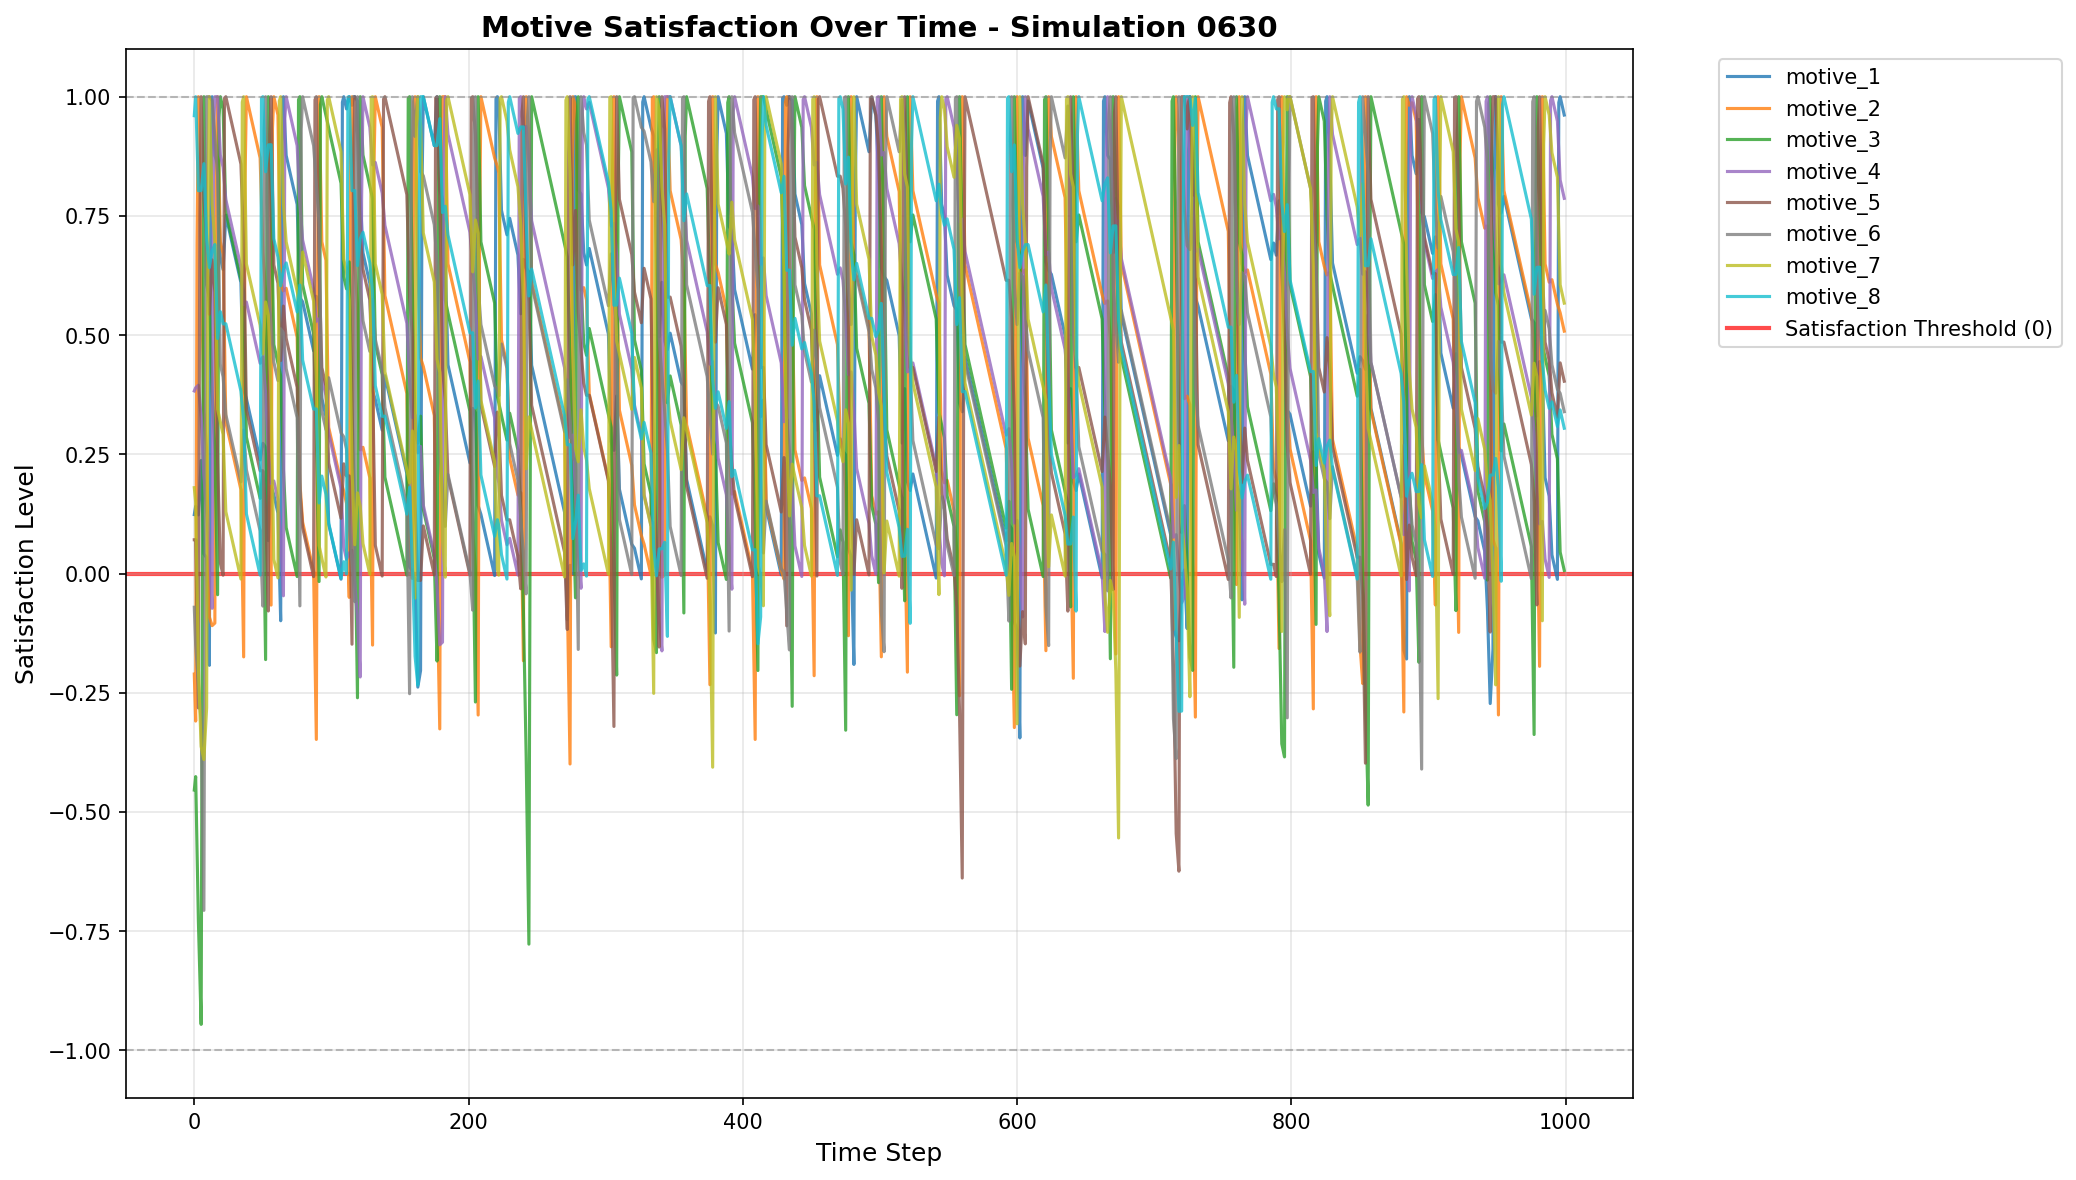 Motive Satisfaction Over Time - Simulation 0630
Satisfaction Level
1.00
0.75
0.50
0.25
0.00
−0.25
−0.50
−0.75
−1.00
0
200
400
600
800
1000
Time Step
motive_1
motive_2
motive_3
motive_4
motive_5
motive_6
motive_7
motive_8
Satisfaction Threshold (0)